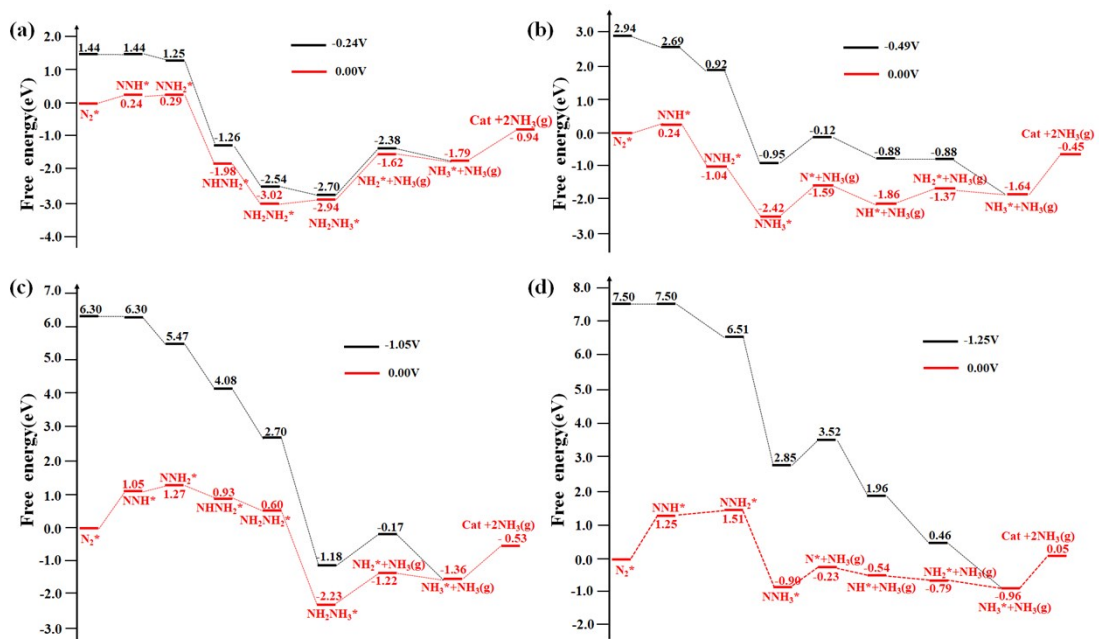 (a)
Free energy(eV)
2.0
1.0
0.0
-1.0
-2.0
-3.0
-4.0
-0.24V
0.00V
1.44
1.44
1.25
-1.26
-2.54
-2.70
-2.38
-1.79
N₂*
NNH*
0.24
NNH₂*
0.29
-1.98
NHNH₂*
-3.02
NH₂NH₂*
-2.94
NH₂NH₃*
-1.62
NH₂*+NH₃(g)
NH₃*+NH₃(g)
Cat +2NH₃(g)
- 0.94
(b)
Free energy(eV)
3.0
2.0
1.0
0.0
-1.0
-2.0
-3.0
-0.49V
0.00V
2.94
2.69
0.92
-0.95
-0.12
-0.88
-0.88
-1.64
N₂*
NNH*
0.24
NNH₂*
-1.04
-2.42
NNH₃*
N*+NH₃(g)
-1.59
-1.86
NH*+NH₃(g)
NH₂*+NH₃(g)
-1.37
NH₃*+NH₃(g)
Cat +2NH₃(g)
-0.45
(c)
Free energy(eV)
7.0
6.0
5.0
4.0
3.0
2.0
1.0
0.0
-1.0
-2.0
-3.0
-1.05V
0.00V
6.30
6.30
5.47
4.08
2.70
-1.18
-0.17
-1.36
N₂*
1.05
NNH*
NNH₂*
1.27
0.93
NHNH₂*
0.60
NH₂NH₂*
-2.23
NH₂NH₃*
NH₂*+NH₃(g)
-1.22
NH₃*+NH₃(g)
Cat +2NH₃(g)
- 0.53
(d)
Free energy(eV)
8.0
7.0
6.0
5.0
4.0
3.0
2.0
1.0
0.0
-1.0
-2.0
-1.25V
0.00V
7.50
7.50
6.51
2.85
3.52
1.96
0.46
-0.96
N₂*
NNH*
1.25
NNH₂*
1.51
-0.90
NNH₃*
N*+NH₃(g)
-0.23
-0.54
NH*+NH₃(g)
NH₂*+NH₃(g)
-0.79
NH₃*+NH₃(g)
Cat +2NH₃(g)
0.05